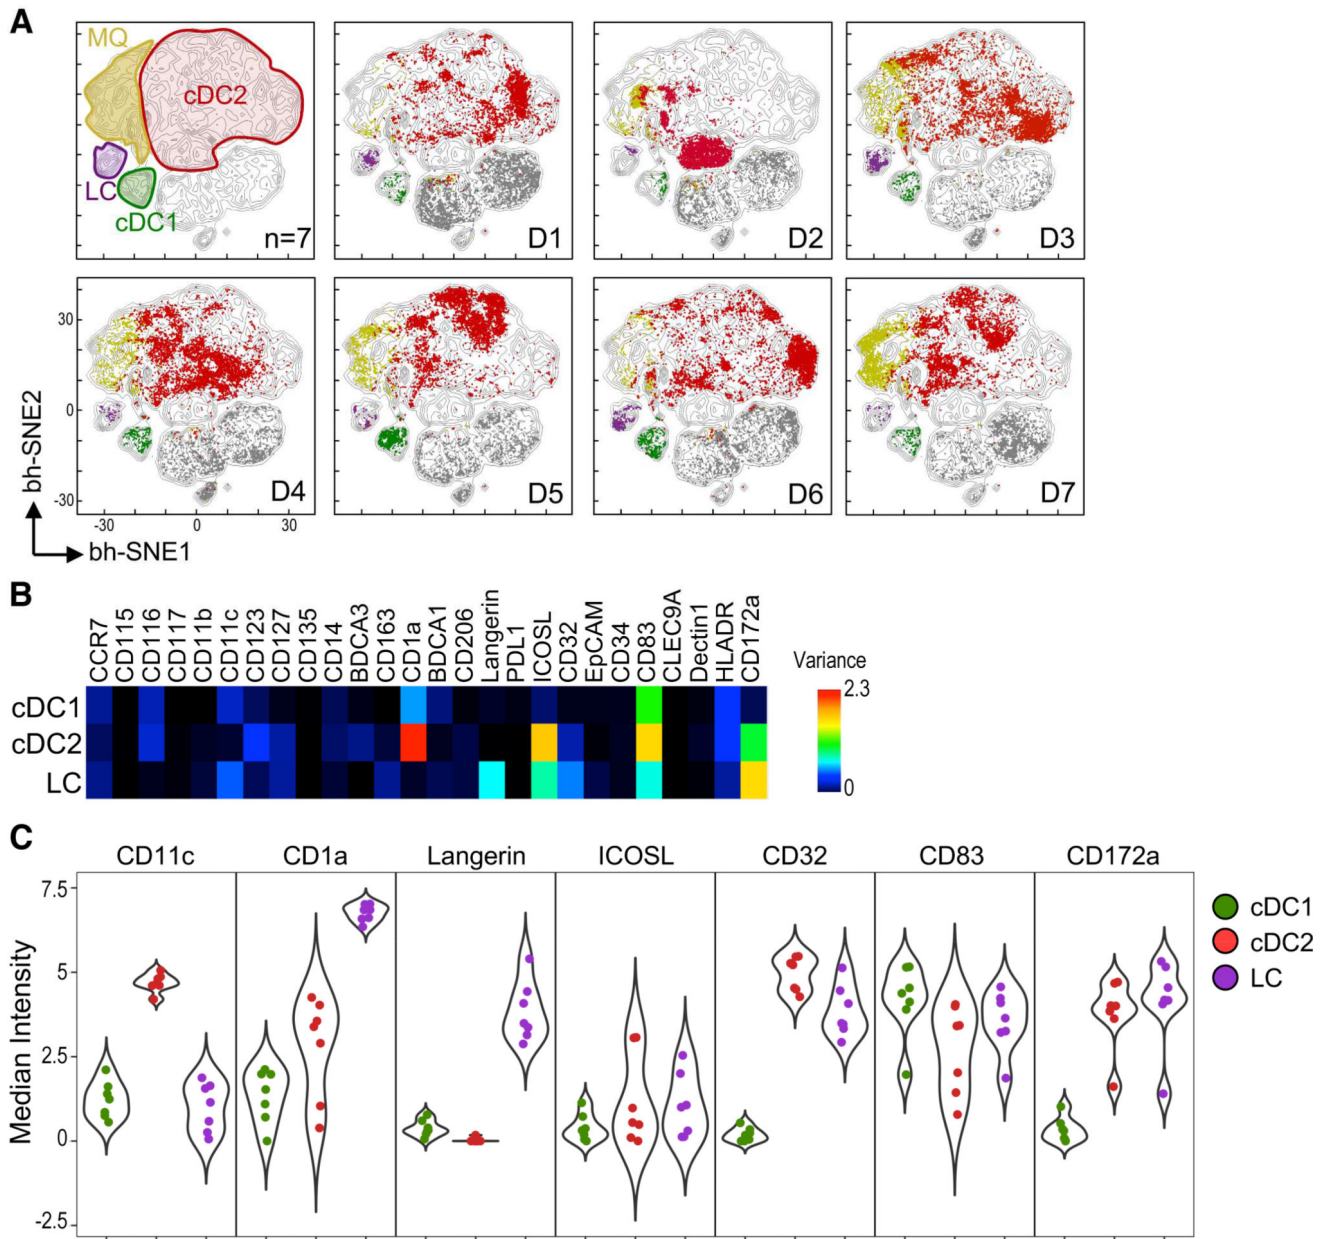 A
MQ
cDC2
LC
cDC1
n=7
D1
D2
D3
30
0
-30
-30 0 30
D4
D5
D6
D7
bh-SNE2
bh-SNE1
B
CCR7
CD115
CD116
CD117
CD11b
CD11c
CD123
CD127
CD135
CD14
BDCA3
CD163
CD1a
BDCA1
CD206
Langerin
PDL1
ICOSL
CD32
EpCAM
CD34
CD83
CLEC9A
Dectin1
HLADR
CD172a
cDC1
cDC2
LC
Variance
2.3
0
C
CD11c CD1a Langerin ICOSL CD32 CD83 CD172a
Median Intensity
7.5
5
2.5
0
-2.5
cDC1
cDC2
LC